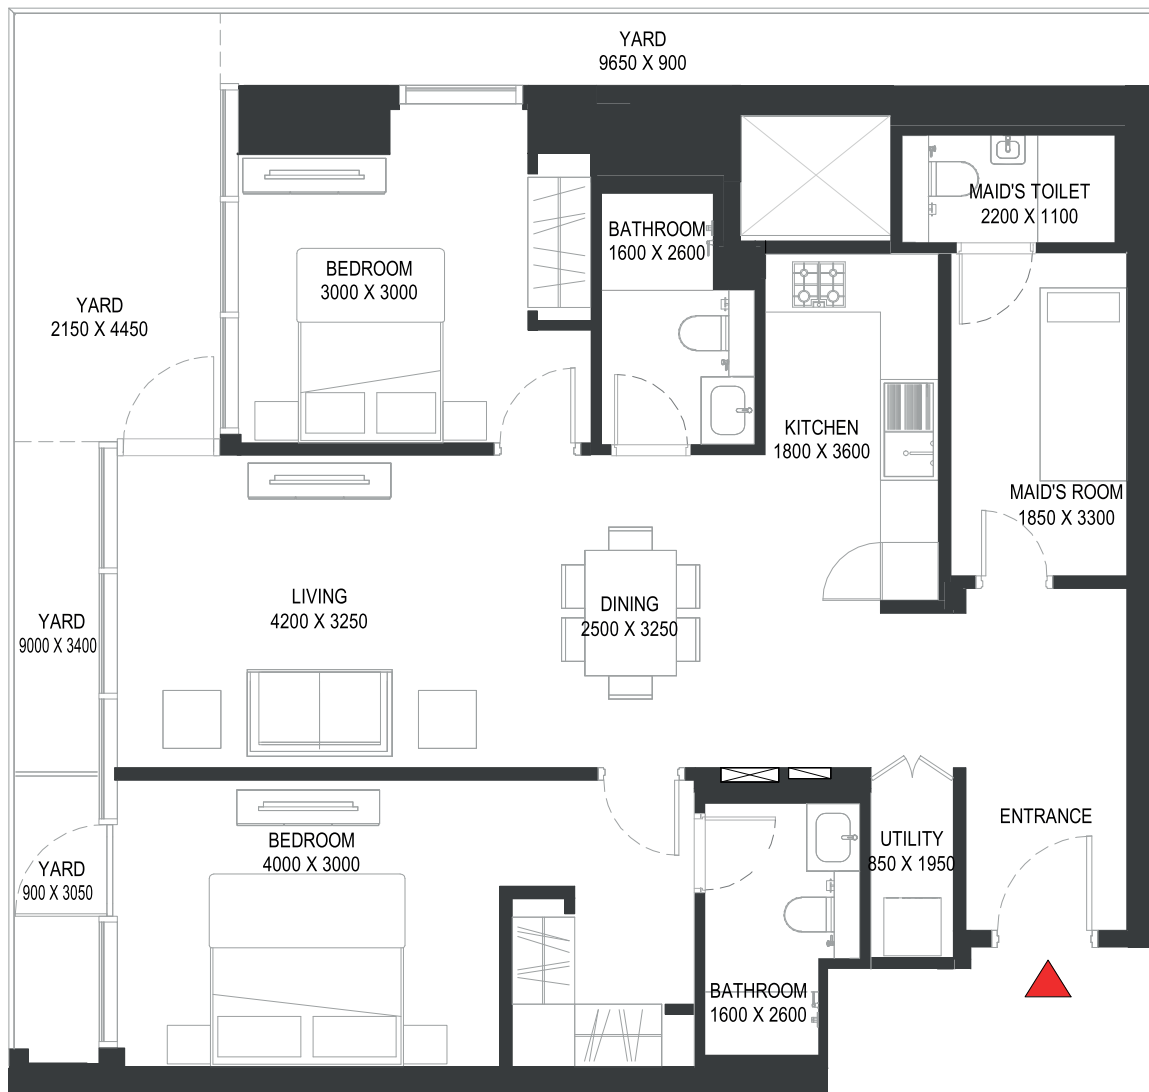 YARD
9650 X 900
MAID'S TOILET
2200 X 1100
BATHROOM
1600 X 2600
BEDROOM
3000 X 3000
YARD
2150 X 4450
KITCHEN
1800 X 3600
MAID'S ROOM
1850 X 3300
LIVING
4200 X 3250
DINING
2500 X 3250
YARD
9000 X 3400
ENTRANCE
BEDROOM
4000 X 3000
UTILITY
850 X 1950
YARD
900 X 3050
BATHROOM
1600 X 2600